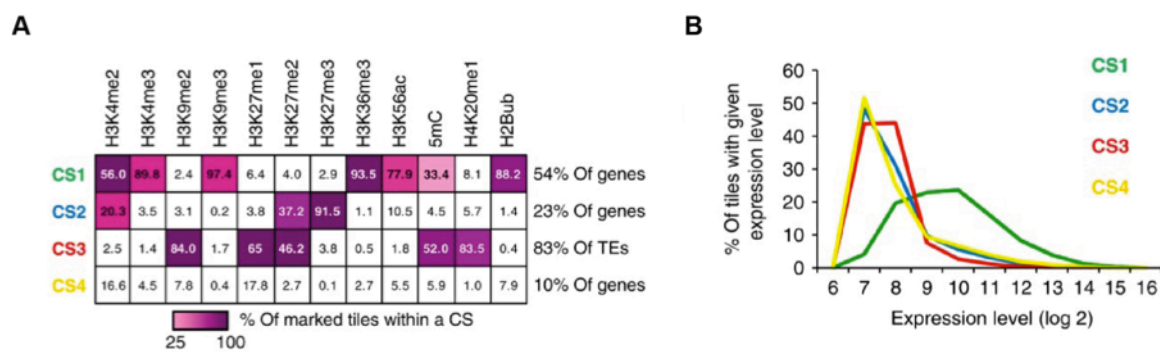 A
H3K4me2 H3K4me3 H3K9me2 H3K9me3 H3K27me1 H3K27me2 H3K27me3 H3K36me3 H3K56ac 5mC H4K20me1 H2Bub
CS1 56.0 89.8 2.4 97.4 6.4 4.0 2.9 93.5 77.9 33.4 8.1 88.2 54% Of genes
CS2 20.3 3.5 3.1 0.2 3.8 37.2 91.5 1.1 10.5 4.5 5.7 1.4 23% Of genes
CS3 2.5 1.4 84.0 1.7 65 46.2 3.8 0.5 1.8 52.0 83.5 0.4 83% Of TEs
CS4 16.6 4.5 7.8 0.4 17.8 2.7 0.1 2.7 5.5 5.9 1.0 7.9 10% Of genes
% Of marked tiles within a CS
25 100
B
% Of tiles with given
expression level
60
50
40
30
20
10
0
6 7 8 9 10 11 12 13 14 15 16
Expression level (log 2)
CS1
CS2
CS3
CS4